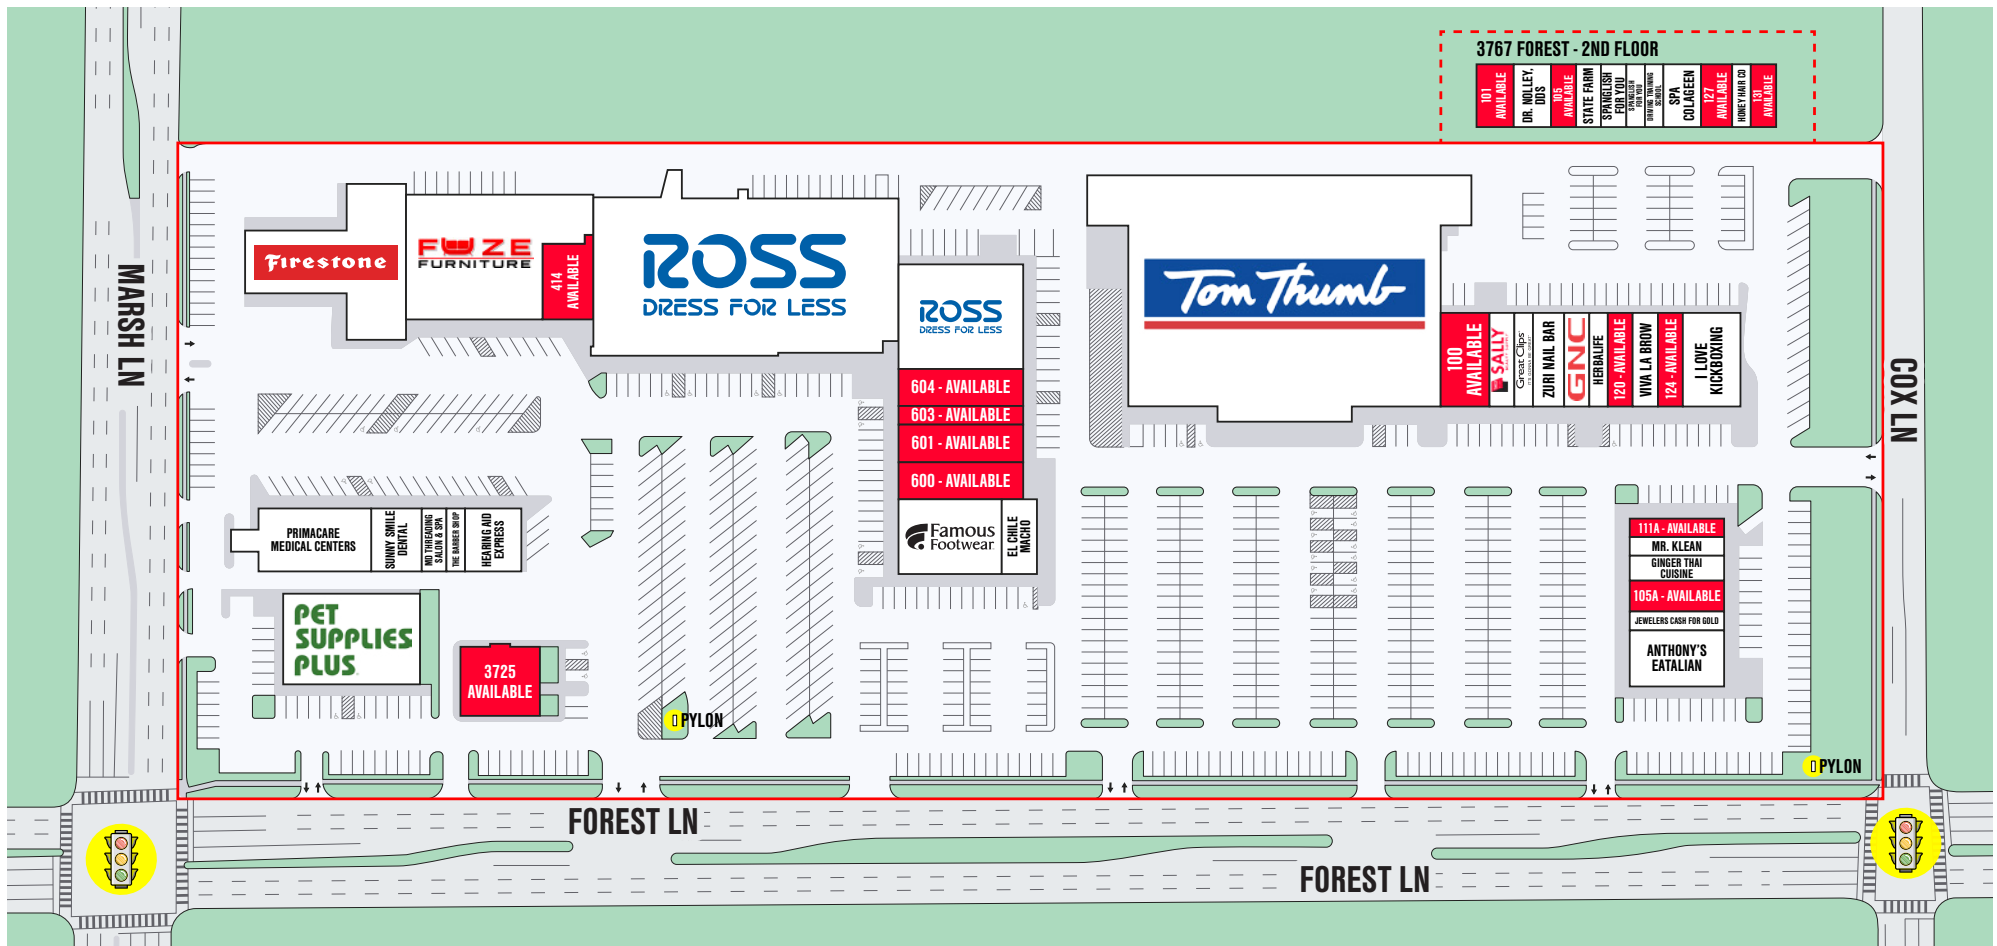 3767 FOREST - 2ND FLOOR
101
AVAILABLE
DR. NOLLEY,
DDS
105
AVAILABLE
STATE FARM
SPANGLISH
FOR YOU
SPANGLISH
FOR YOU
DRIVING TRAINING
SCHOOL
SPA
COLAGEEN
127
AVAILABLE
HONEY HAIR CO
131
AVAILABLE
MARSH LN
Firestone
FUZE
FURNITURE
414
AVAILABLE
ROSS
DRESS FOR LESS
ROSS
DRESS FOR LESS
604 - AVAILABLE
603 - AVAILABLE
601 - AVAILABLE
600 - AVAILABLE
Famous
Footwear
EL CHILE
MACHO
Tom Thumb
100
AVAILABLE
SALLY
Great Clips
ZURI NAIL BAR
GNC
HERBALIFE
120 - AVAILABLE
VIVA LA BROW
124 - AVAILABLE
I LOVE
KICKBOXING
COX LN
PRIMACARE
MEDICAL CENTERS
SUNNY SMILE
DENTAL
MD THREADING
SALON & SPA
THE BARBER SHOP
HEARING AID
EXPRESS
PET
SUPPLIES
PLUS
3725
AVAILABLE
PYLON
111A - AVAILABLE
MR. KLEAN
GINGER THAI
CUISINE
105A - AVAILABLE
JEWELERS CASH FOR GOLD
ANTHONY'S
EATALIAN
PYLON
FOREST LN
FOREST LN